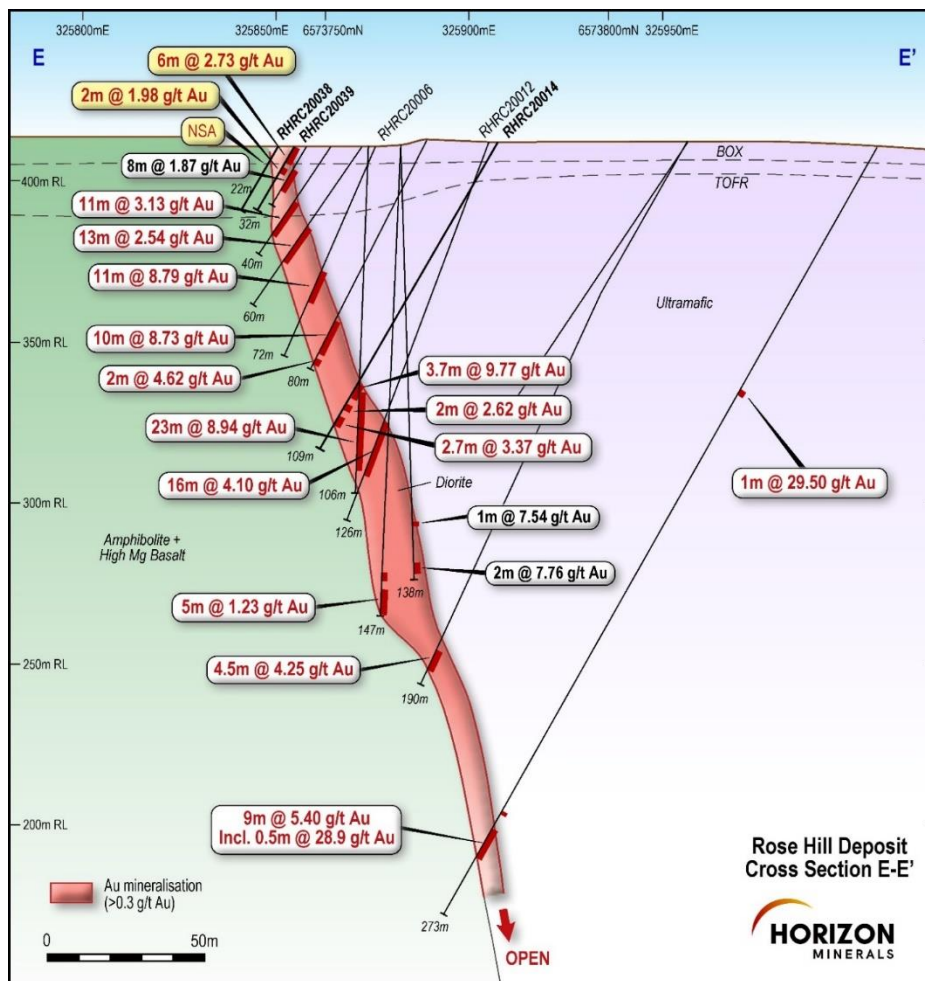 325800mE
325850mE
6573750mN
325900mE
6573800mN
325950mE
E
E'
6m @ 2.73 g/t Au
2m @ 1.98 g/t Au
NSA
RHRC20038
RHRC20039
RHRC20006
RHRC20012
RHRC20014
8m @ 1.87 g/t Au
BOX
TOFR
400m RL
22m
32m
11m @ 3.13 g/t Au
13m @ 2.54 g/t Au
40m
11m @ 8.79 g/t Au
60m
Ultramafic
10m @ 8.73 g/t Au
350m RL
72m
80m
2m @ 4.62 g/t Au
3.7m @ 9.77 g/t Au
2m @ 2.62 g/t Au
23m @ 8.94 g/t Au
2.7m @ 3.37 g/t Au
109m
16m @ 4.10 g/t Au
106m
1m @ 29.50 g/t Au
Diorite
300m RL
126m
1m @ 7.54 g/t Au
Amphibolite +
High Mg Basalt
2m @ 7.76 g/t Au
138m
5m @ 1.23 g/t Au
147m
250m RL
4.5m @ 4.25 g/t Au
190m
200m RL
9m @ 5.40 g/t Au
Incl. 0.5m @ 28.9 g/t Au
Rose Hill Deposit
Cross Section E-E'
Au mineralisation
(>0.3 g/t Au)
273m
0
50m
OPEN
HORIZON
MINERALS